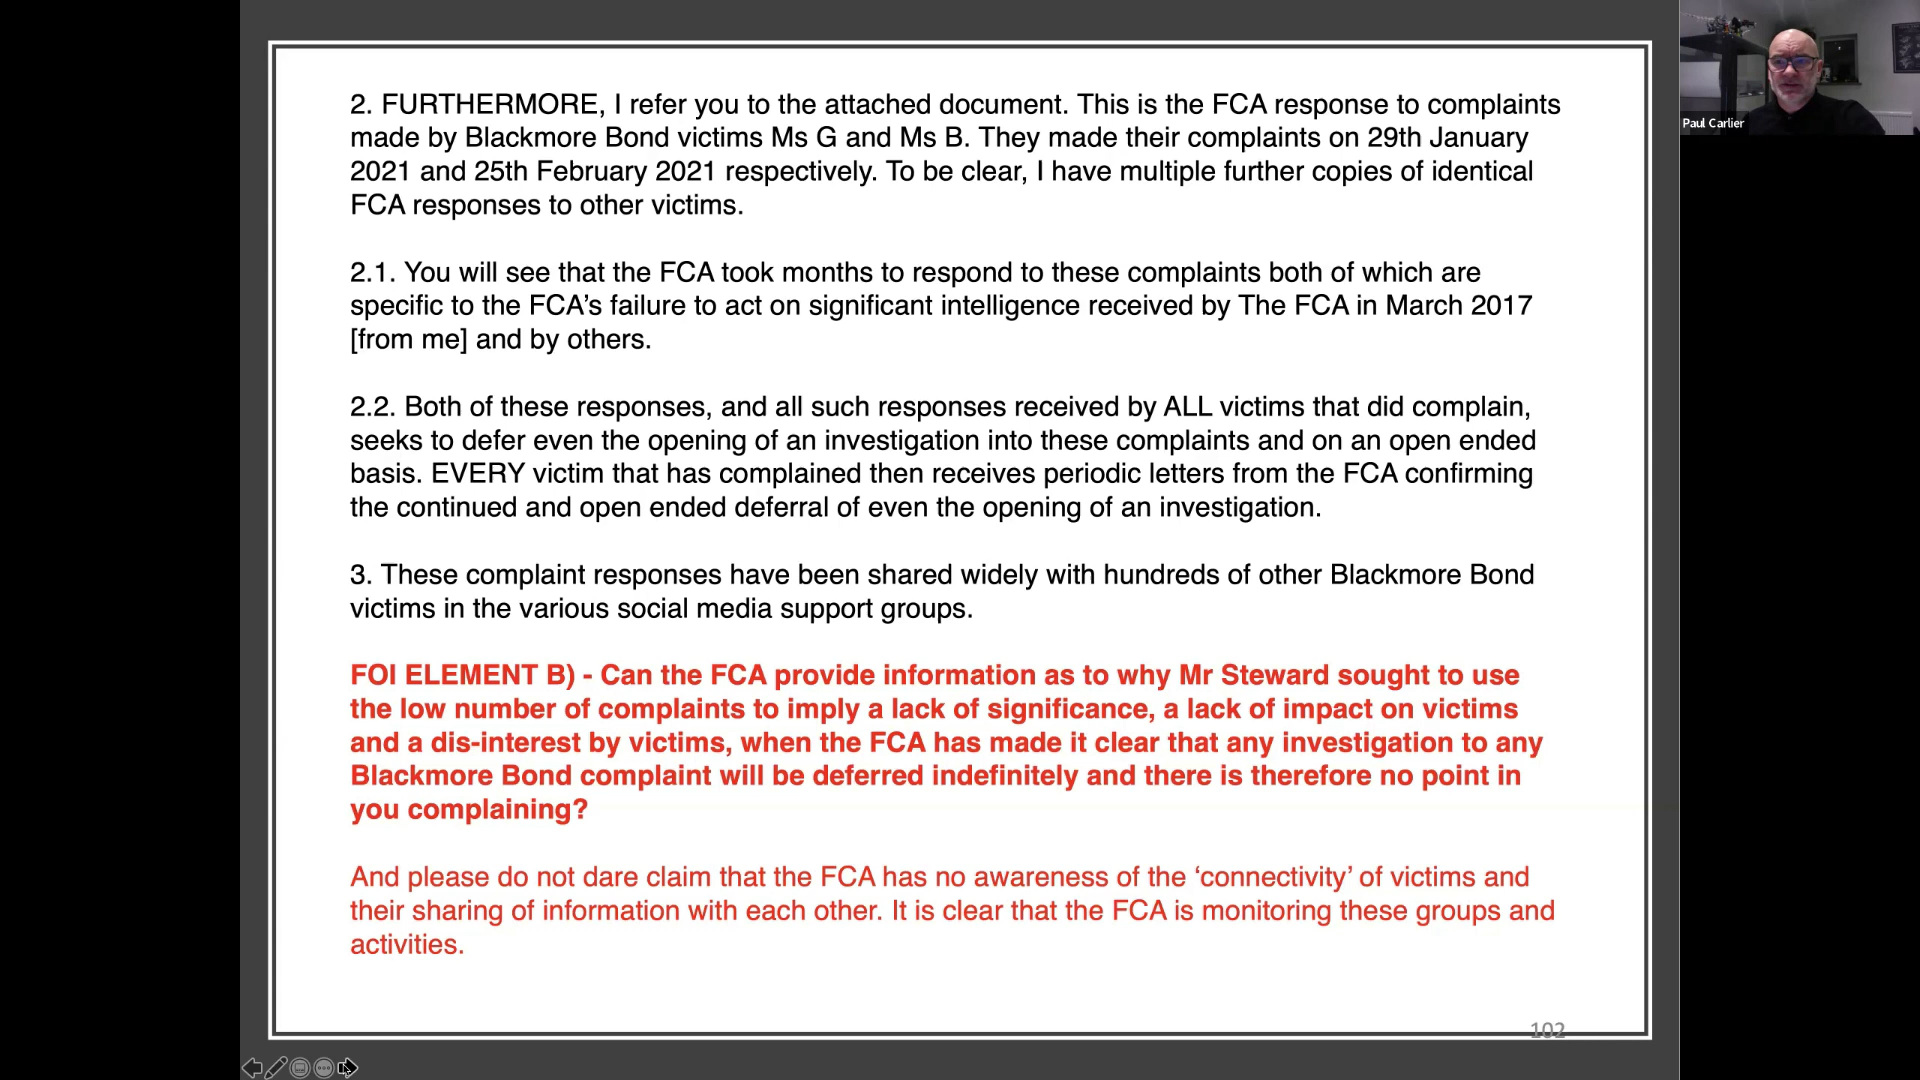 2. FURTHERMORE, I refer you to the attached document. This is the FCA response to complaints
made by Blackmore Bond victims Ms G and Ms B. They made their complaints on 29th January
2021 and 25th February 2021 respectively. To be clear, I have multiple further copies of identical
FCA responses to other victims.
2.1. You will see that the FCA took months to respond to these complaints both of which are
specific to the FCA’s failure to act on significant intelligence received by The FCA in March 2017
[from me] and by others.
2.2. Both of these responses, and all such responses received by ALL victims that did complain,
seeks to defer even the opening of an investigation into these complaints and on an open ended
basis. EVERY victim that has complained then receives periodic letters from the FCA confirming
the continued and open ended deferral of even the opening of an investigation.
3. These complaint responses have been shared widely with hundreds of other Blackmore Bond
victims in the various social media support groups.
FOI ELEMENT B) - Can the FCA provide information as to why Mr Steward sought to use
the low number of complaints to imply a lack of significance, a lack of impact on victims
and a dis-interest by victims, when the FCA has made it clear that any investigation to any
Blackmore Bond complaint will be deferred indefinitely and there is therefore no point in
you complaining?
And please do not dare claim that the FCA has no awareness of the ‘connectivity’ of victims and
their sharing of information with each other. It is clear that the FCA is monitoring these groups and
activities.
102
Paul Carlier